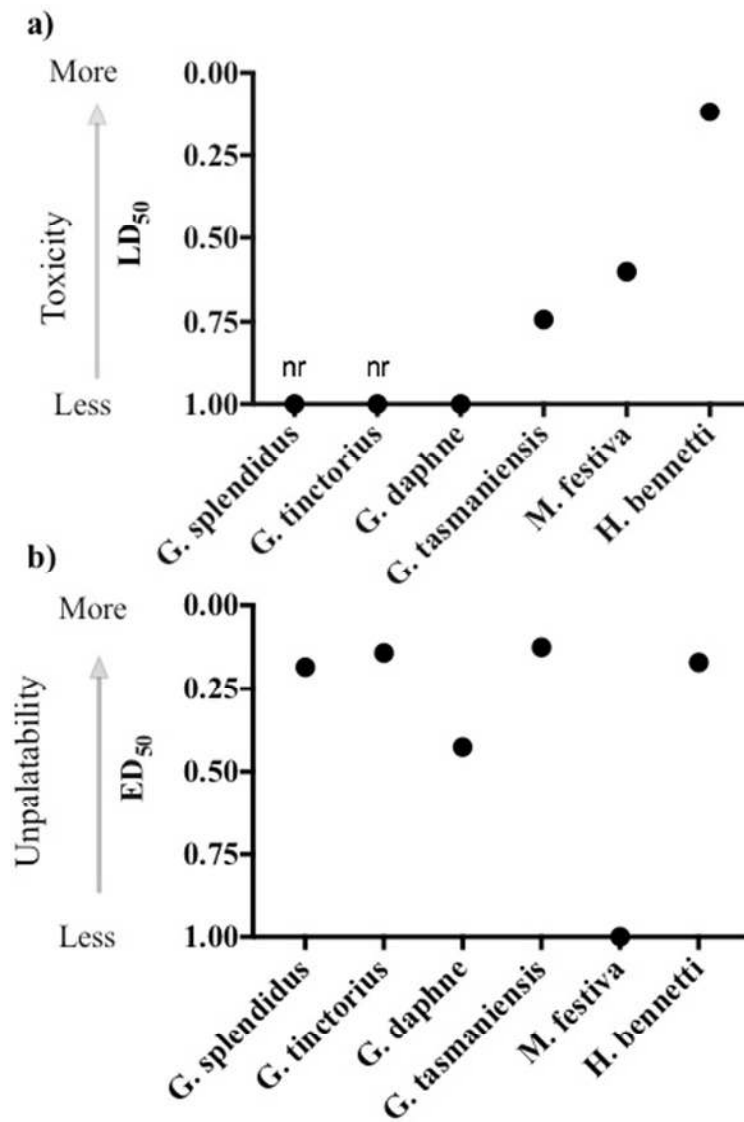 a)
More
Toxicity
Less
LD50
0.00
0.25
0.50
0.75
1.00
nr
nr
G. splendidus
G. tinctorius
G. daphne
G. tasmaniensis
M. festiva
H. bennetti
b)
More
Unpalatability
Less
ED50
0.00
0.25
0.50
0.75
1.00
G. splendidus
G. tinctorius
G. daphne
G. tasmaniensis
M. festiva
H. bennetti